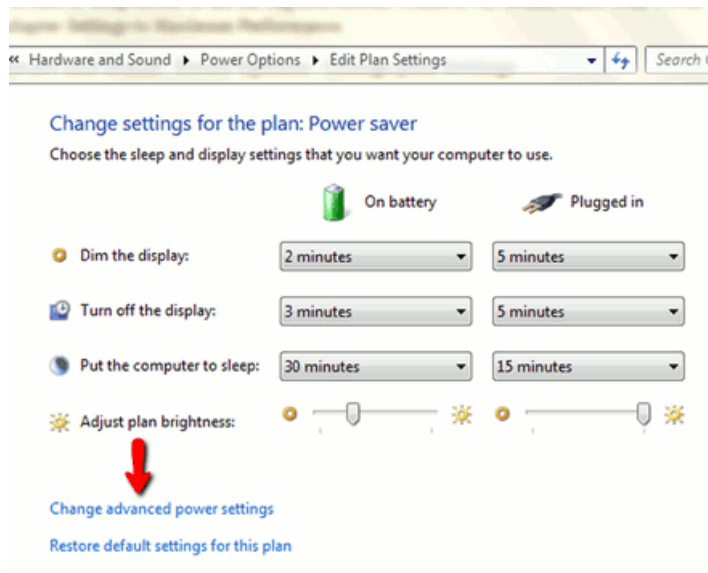 « Hardware and Sound ▸ Power Options ▸ Edit Plan Settings Search
Change settings for the plan: Power saver
Choose the sleep and display settings that you want your computer to use.
On battery Plugged in
Dim the display: 2 minutes 5 minutes
Turn off the display: 3 minutes 5 minutes
Put the computer to sleep: 30 minutes 15 minutes
Adjust plan brightness:
Change advanced power settings
Restore default settings for this plan